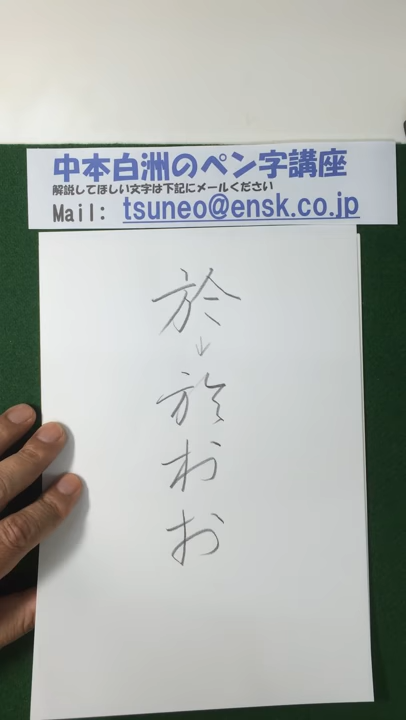 中本白洲のペン字講座
解説してほしい文字は下記にメールください
Mail: tsuneo@ensk.co.jp
於
↓
於
お
お